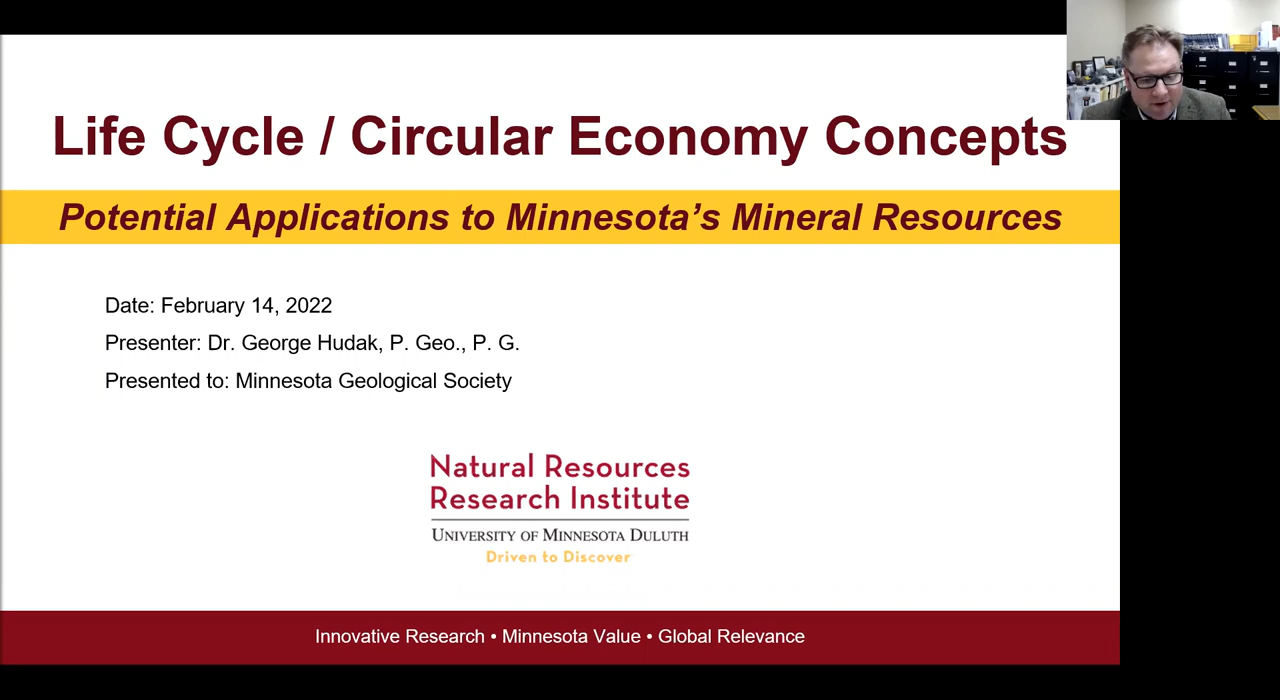 Life Cycle / Circular Economy Concepts
Potential Applications to Minnesota’s Mineral Resources
Date: February 14, 2022
Presenter: Dr. George Hudak, P. Geo., P. G.
Presented to: Minnesota Geological Society
Natural Resources
Research Institute
University of Minnesota Duluth
Driven to Discover
Innovative Research • Minnesota Value • Global Relevance